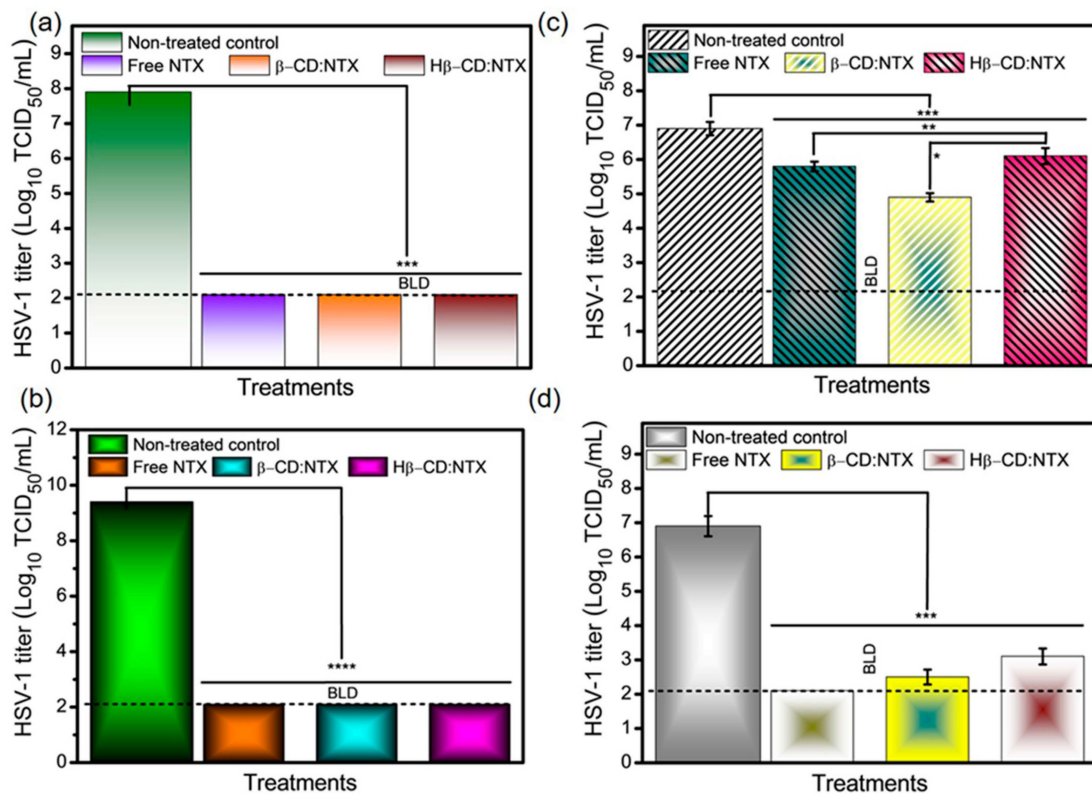 (a)
Non-treated control
Free NTX
β–CD:NTX
Hβ–CD:NTX
***
BLD
9
8
7
6
5
4
3
2
1
0
HSV-1 titer (Log10 TCID50/mL)
Treatments
(c)
Non-treated control
Free NTX
β–CD:NTX
Hβ–CD:NTX
***
**
*
BLD
9
8
7
6
5
4
3
2
1
0
HSV-1 titer (Log10 TCID50/mL)
Treatments
(b)
Non-treated control
Free NTX
β–CD:NTX
Hβ–CD:NTX
****
BLD
12
10
8
6
4
2
0
HSV-1 titer (Log10 TCID50/mL)
Treatments
(d)
Non-treated control
Free NTX
β–CD:NTX
Hβ–CD:NTX
***
BLD
9
8
7
6
5
4
3
2
1
0
HSV-1 titer (Log10 TCID50/mL)
Treatments